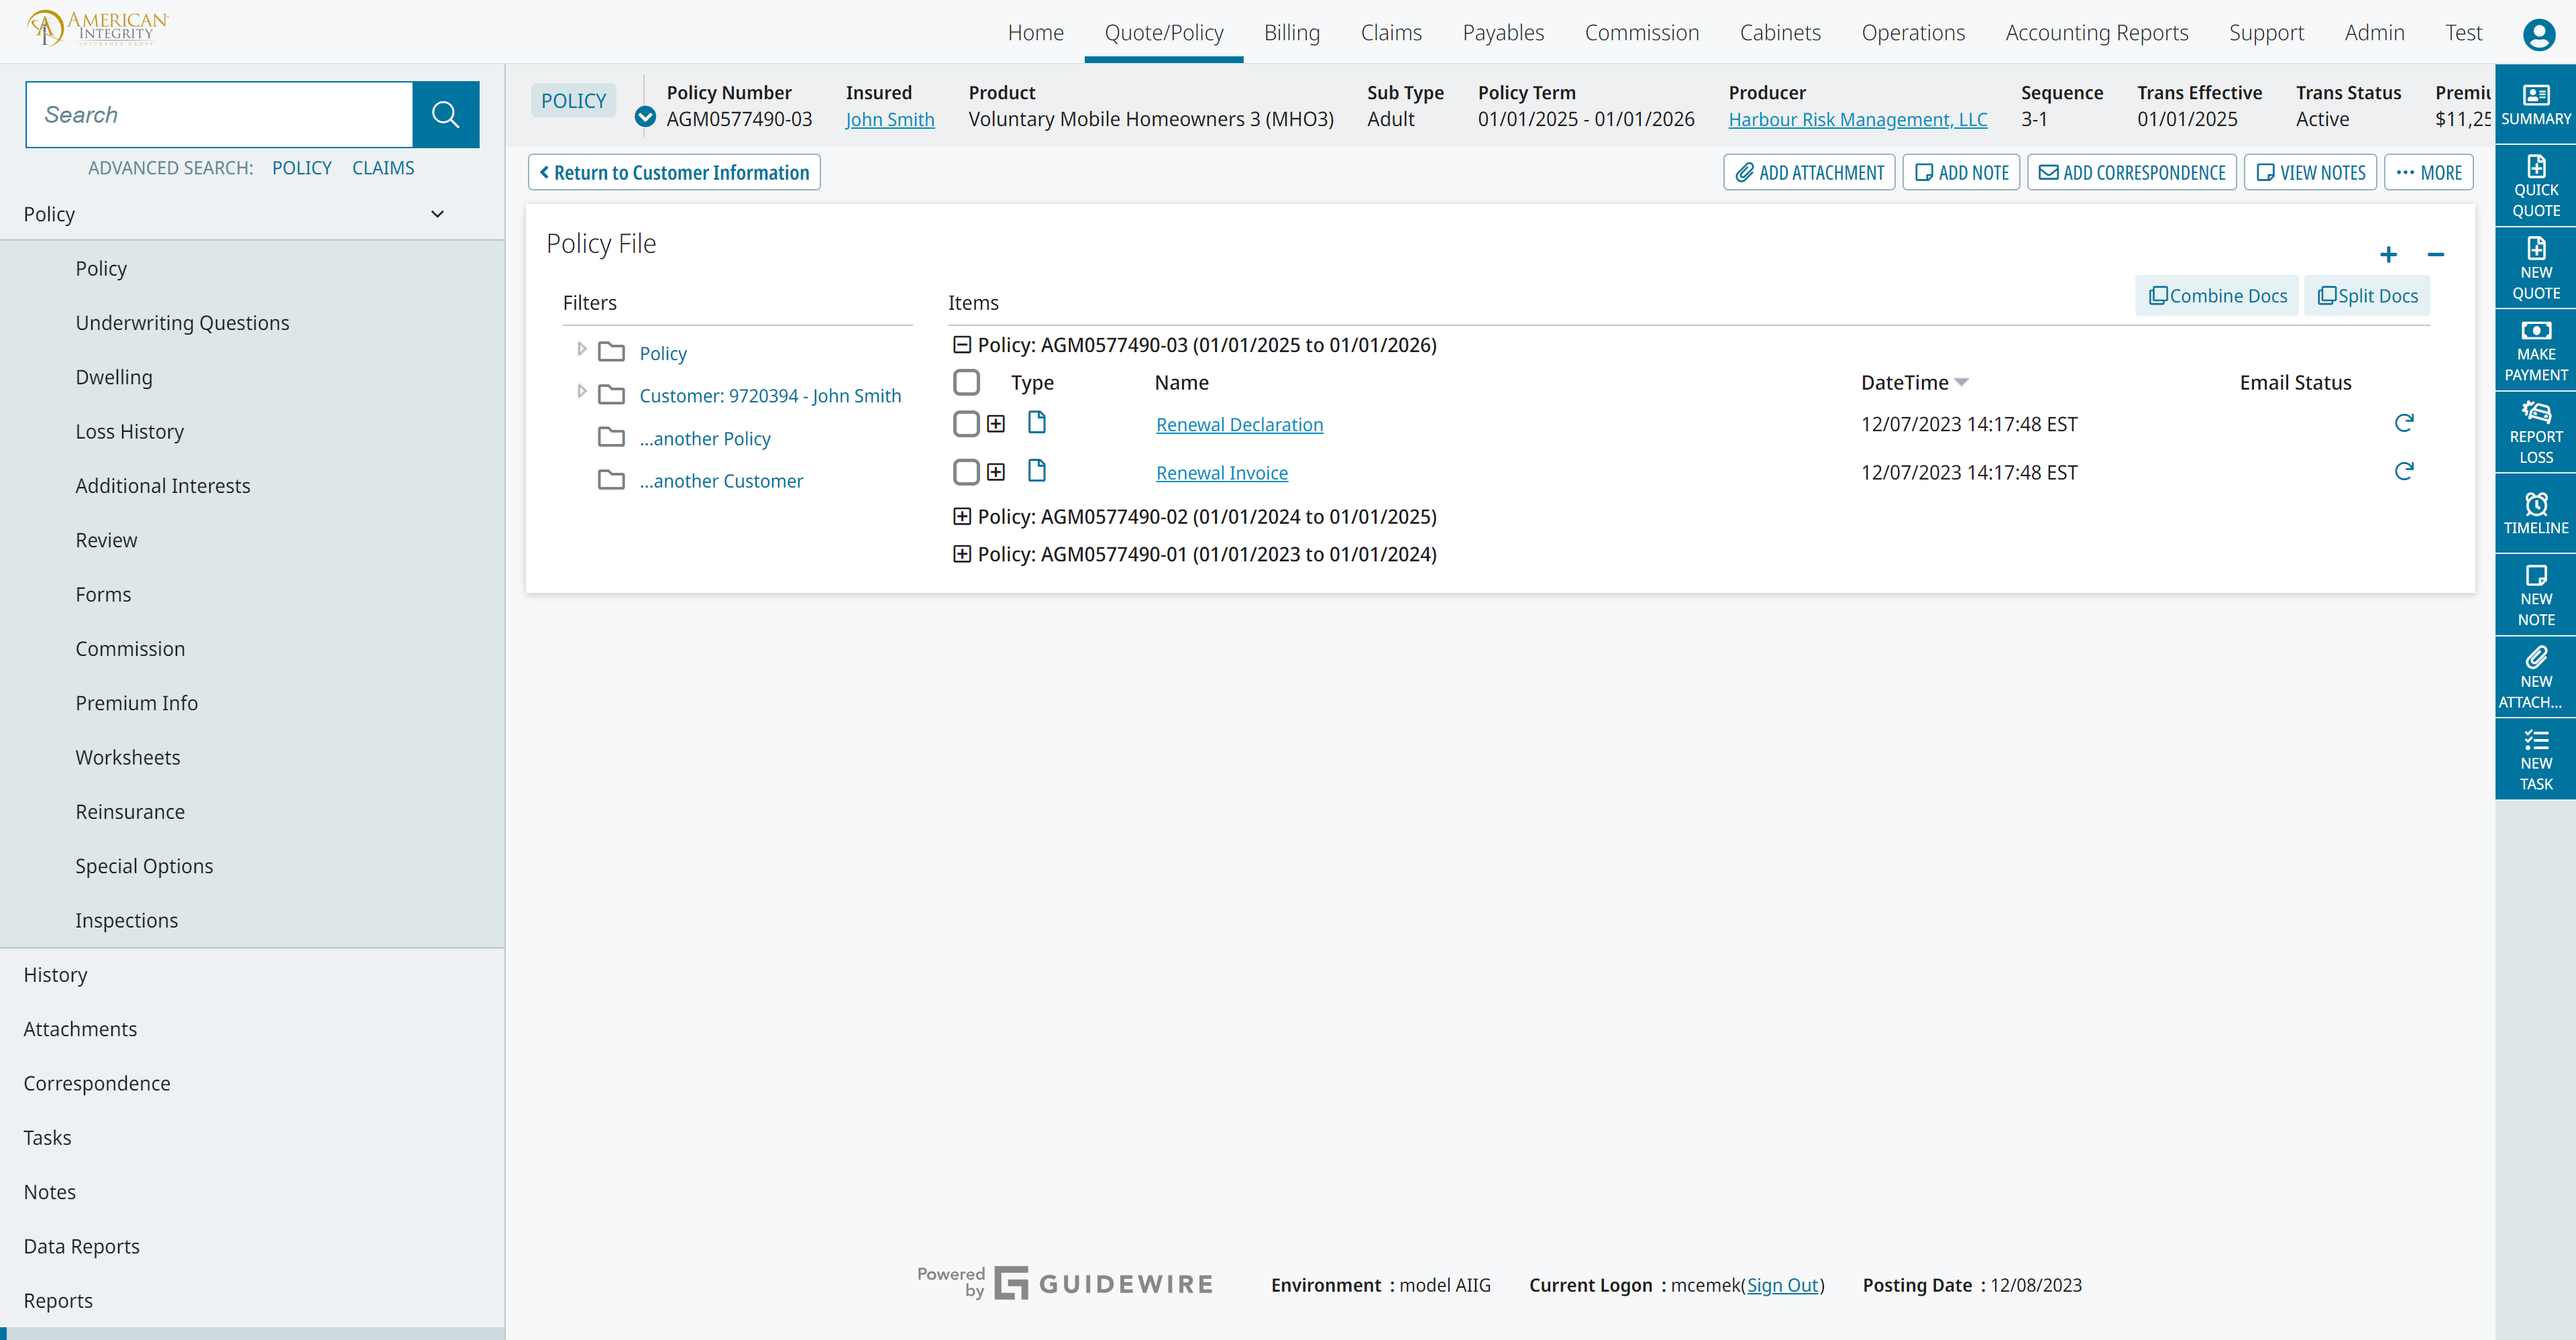 AMERICAN
INTEGRITY
INSURANCE GROUP
Home Quote/Policy Billing Claims Payables Commission Cabinets Operations Accounting Reports Support Admin Test
Search
ADVANCED SEARCH: POLICY CLAIMS
Policy
Policy
Underwriting Questions
Dwelling
Loss History
Additional Interests
Review
Forms
Commission
Premium Info
Worksheets
Reinsurance
Special Options
Inspections
History
Attachments
Correspondence
Tasks
Notes
Data Reports
Reports
POLICY
Policy Number Insured Product Sub Type Policy Term Producer Sequence Trans Effective Trans Status Premiu
AGM0577490-03 John Smith Voluntary Mobile Homeowners 3 (MHO3) Adult 01/01/2025 - 01/01/2026 Harbour Risk Management, LLC 3-1 01/01/2025 Active $11,25
Return to Customer Information
ADD ATTACHMENT ADD NOTE ADD CORRESPONDENCE VIEW NOTES ··· MORE
Policy File
Combine Docs Split Docs
Filters
Policy
Customer: 9720394 - John Smith
...another Policy
...another Customer
Items
Policy: AGM0577490-03 (01/01/2025 to 01/01/2026)
Type Name DateTime Email Status
Renewal Declaration 12/07/2023 14:17:48 EST
Renewal Invoice 12/07/2023 14:17:48 EST
Policy: AGM0577490-02 (01/01/2024 to 01/01/2025)
Policy: AGM0577490-01 (01/01/2023 to 01/01/2024)
SUMMARY
QUICK
QUOTE
NEW
QUOTE
MAKE
PAYMENT
REPORT
LOSS
TIMELINE
NEW
NOTE
NEW
ATTACH...
NEW
TASK
Powered
by
GUIDEWIRE
Environment : model AIIG Current Logon : mcemek(Sign Out) Posting Date : 12/08/2023